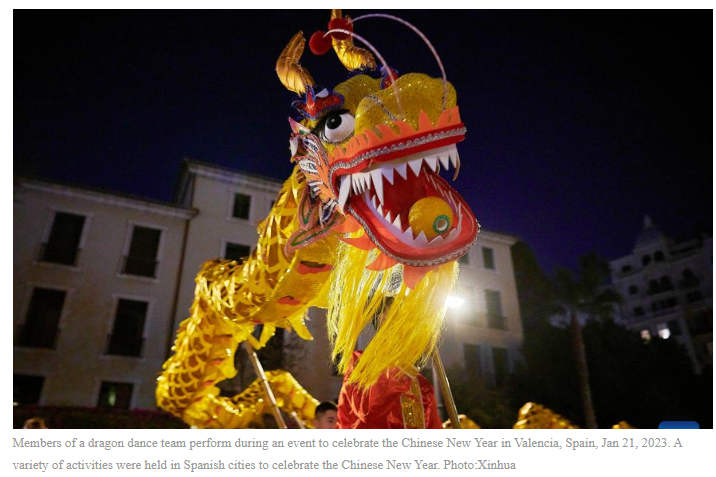 Members of a dragon dance team perform during an event to celebrate the Chinese New Year in Valencia, Spain, Jan 21, 2023. A
variety of activities were held in Spanish cities to celebrate the Chinese New Year. Photo:Xinhua